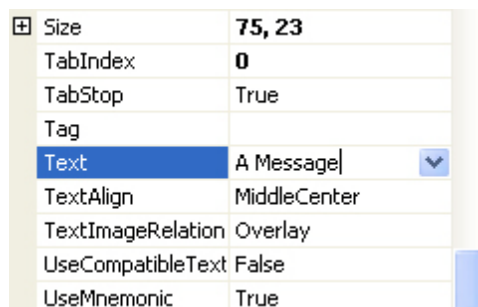 Size 75, 23
TabIndex 0
TabStop True
Tag
Text A Message
TextAlign MiddleCenter
TextImageRelation Overlay
UseCompatibleText False
UseMnemonic True